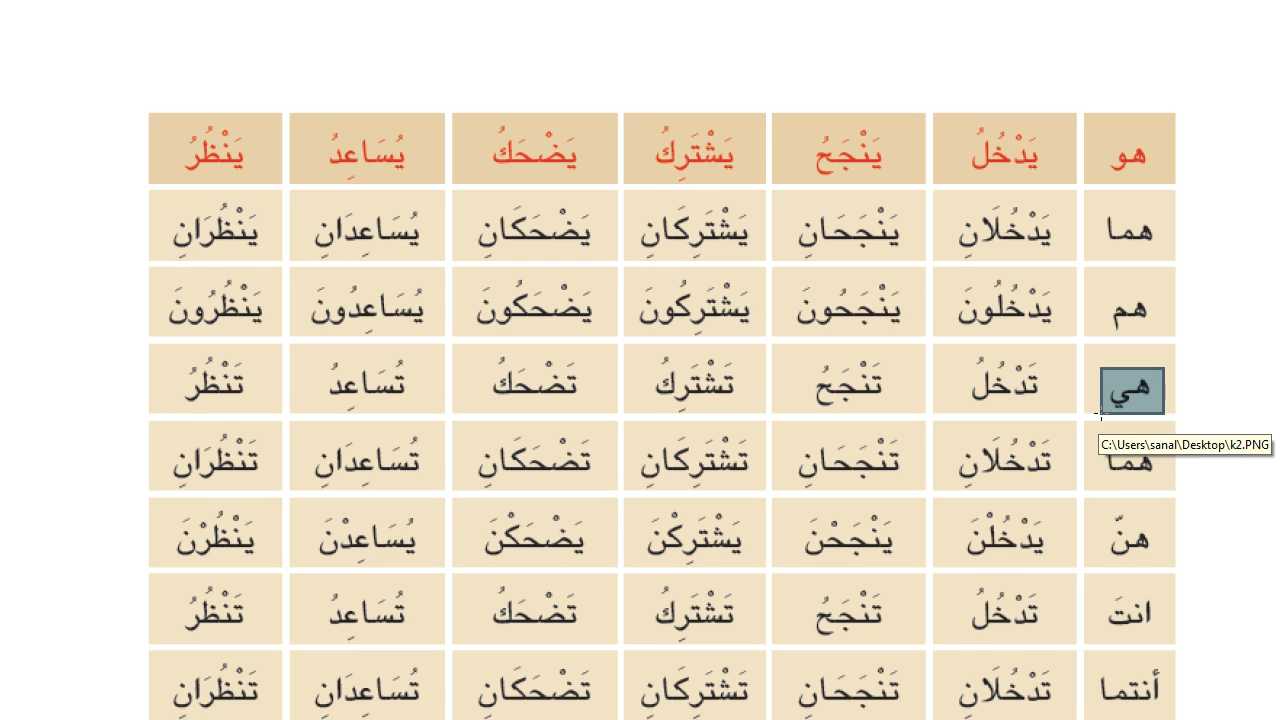 هو يَدْخُلُ يَنْجَحُ يَشْتَرِكُ يَضْحَكُ يُسَاعِدُ يَنْظُرُ
هما يَدْخُلَانِ يَنْجَحَانِ يَشْتَرِكَانِ يَضْحَكَانِ يُسَاعِدَانِ يَنْظُرَانِ
هم يَدْخُلُونَ يَنْجَحُونَ يَشْتَرِكُونَ يَضْحَكُونَ يُسَاعِدُونَ يَنْظُرُونَ
هي تَدْخُلُ تَنْجَحُ تَشْتَرِكُ تَضْحَكُ تُسَاعِدُ تَنْظُرُ
C:\Users\sanal\Desktop\k2.PNG
هما تَدْخُلَانِ تَنْجَحَانِ تَشْتَرِكَانِ تَضْحَكَانِ تُسَاعِدَانِ تَنْظُرَانِ
هنّ يَدْخُلْنَ يَنْجَحْنَ يَشْتَرِكْنَ يَضْحَكْنَ يُسَاعِدْنَ يَنْظُرْنَ
انتَ تَدْخُلُ تَنْجَحُ تَشْتَرِكُ تَضْحَكُ تُسَاعِدُ تَنْظُرُ
أنتما تَدْخُلَانِ تَنْجَحَانِ تَشْتَرِكَانِ تَضْحَكَانِ تُسَاعِدَانِ تَنْظُرَانِ